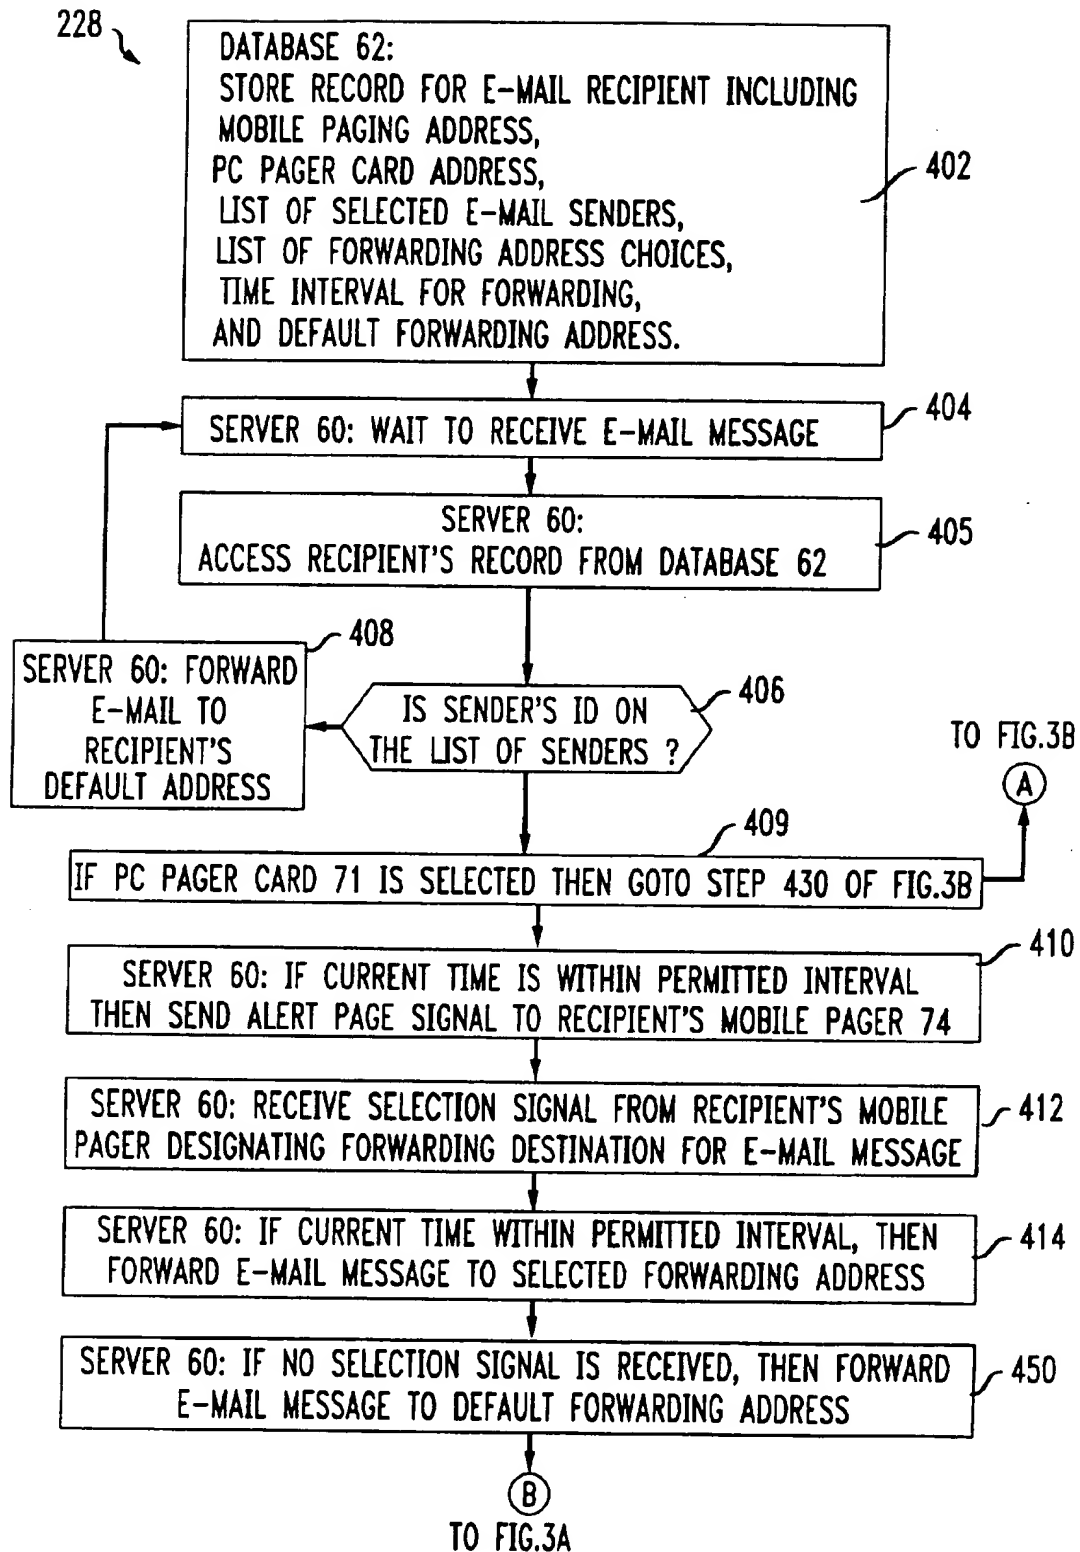 228
DATABASE 62:
STORE RECORD FOR E-MAIL RECIPIENT INCLUDING
MOBILE PAGING ADDRESS,
PC PAGER CARD ADDRESS,
LIST OF SELECTED E-MAIL SENDERS,
LIST OF FORWARDING ADDRESS CHOICES,
TIME INTERVAL FOR FORWARDING,
AND DEFAULT FORWARDING ADDRESS.
402
SERVER 60: WAIT TO RECEIVE E-MAIL MESSAGE
404
SERVER 60:
ACCESS RECIPIENT'S RECORD FROM DATABASE 62
405
408
SERVER 60: FORWARD
E-MAIL TO
RECIPIENT'S
DEFAULT ADDRESS
IS SENDER'S ID ON
THE LIST OF SENDERS ?
406
TO FIG.3B
A
409
IF PC PAGER CARD 71 IS SELECTED THEN GOTO STEP 430 OF FIG.3B
SERVER 60: IF CURRENT TIME IS WITHIN PERMITTED INTERVAL
THEN SEND ALERT PAGE SIGNAL TO RECIPIENT'S MOBILE PAGER 74
410
SERVER 60: RECEIVE SELECTION SIGNAL FROM RECIPIENT'S MOBILE
PAGER DESIGNATING FORWARDING DESTINATION FOR E-MAIL MESSAGE
412
SERVER 60: IF CURRENT TIME WITHIN PERMITTED INTERVAL, THEN
FORWARD E-MAIL MESSAGE TO SELECTED FORWARDING ADDRESS
414
SERVER 60: IF NO SELECTION SIGNAL IS RECEIVED, THEN FORWARD
E-MAIL MESSAGE TO DEFAULT FORWARDING ADDRESS
450
B
TO FIG.3A